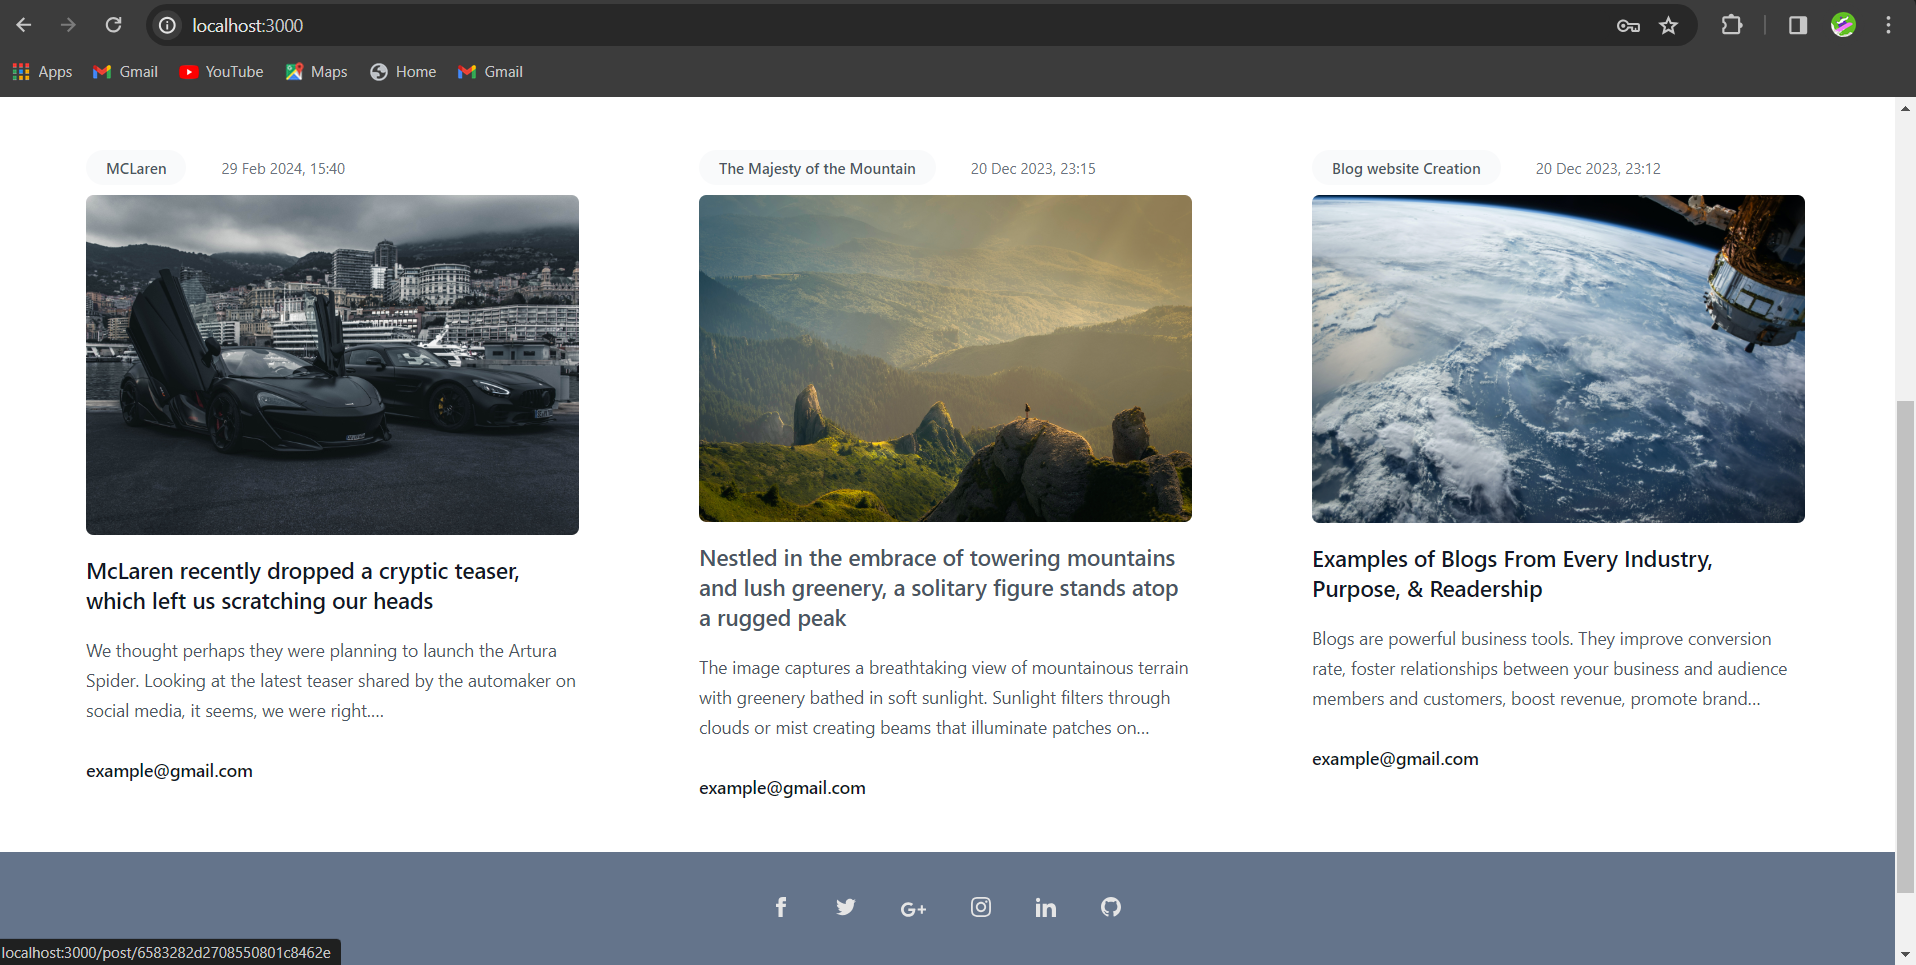 localhost:3000
Apps Gmail YouTube Maps Home Gmail
MCLaren 29 Feb 2024, 15:40
McLaren recently dropped a cryptic teaser,
which left us scratching our heads
We thought perhaps they were planning to launch the Artura
Spider. Looking at the latest teaser shared by the automaker on
social media, it seems, we were right....
example@gmail.com
The Majesty of the Mountain 20 Dec 2023, 23:15
Nestled in the embrace of towering mountains
and lush greenery, a solitary figure stands atop
a rugged peak
The image captures a breathtaking view of mountainous terrain
with greenery bathed in soft sunlight. Sunlight filters through
clouds or mist creating beams that illuminate patches on...
example@gmail.com
Blog website Creation 20 Dec 2023, 23:12
Examples of Blogs From Every Industry,
Purpose, & Readership
Blogs are powerful business tools. They improve conversion
rate, foster relationships between your business and audience
members and customers, boost revenue, promote brand...
example@gmail.com
localhost:3000/post/6583282d2708550801c8462e